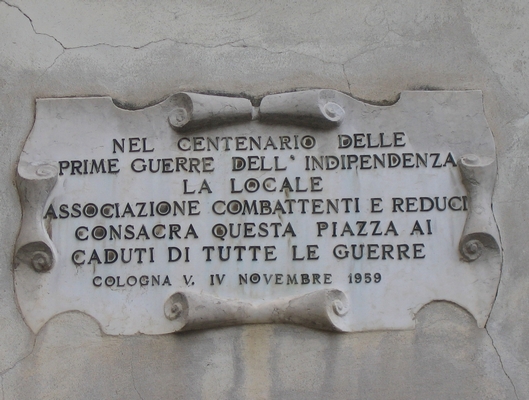 NEL CENTENARIO DELLE
PRIME GUERRE DELL'INDIPENDENZA
LA LOCALE
ASSOCIAZIONE COMBATTENTI E REDUCI
CONSACRA QUESTA PIAZZA AI
CADUTI DI TUTTE LE GUERRE
COLOGNA V. IV NOVEMBRE 1959